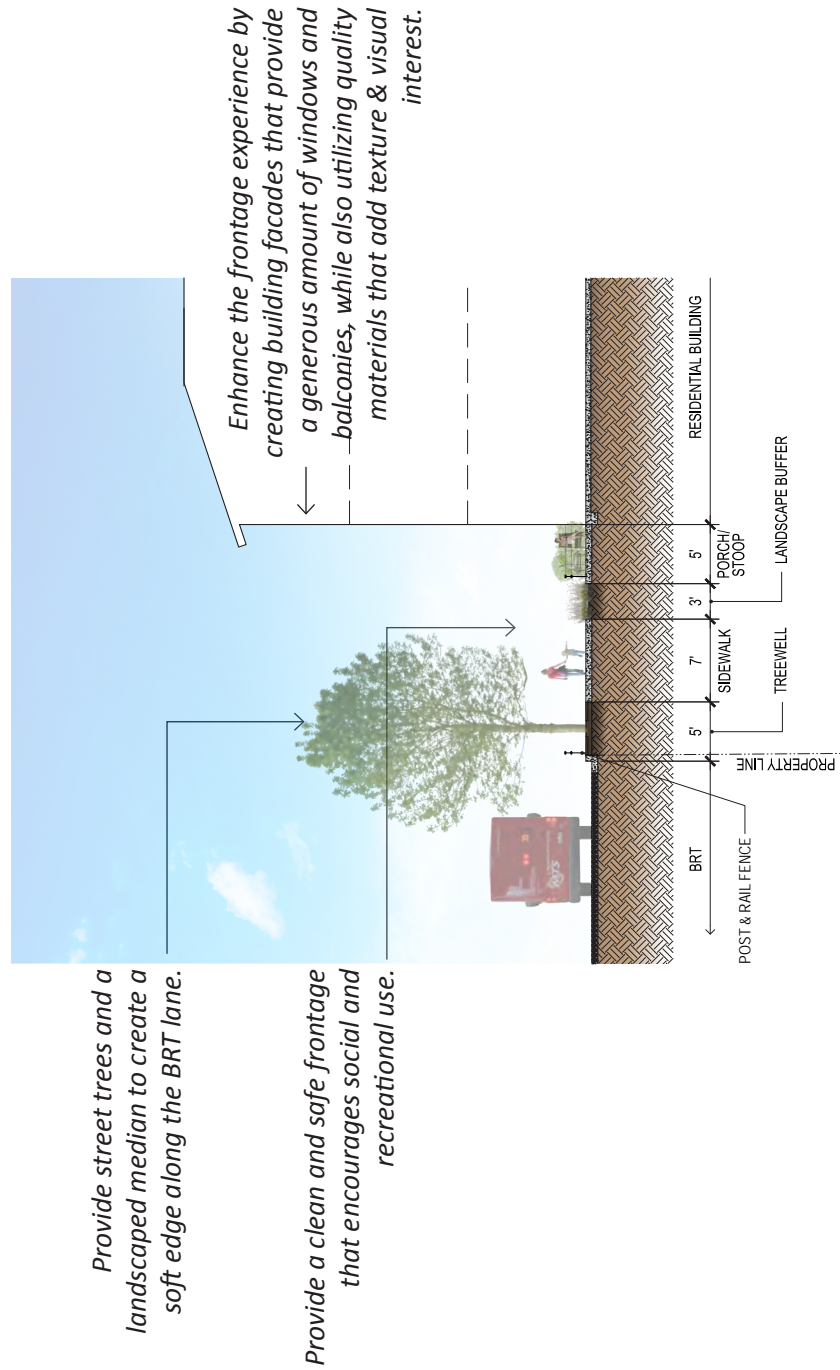 Provide street trees and a
landscaped median to create a
soft edge along the BRT lane.
Provide a clean and safe frontage
that encourages social and
recreational use.
Enhance the frontage experience by
creating building facades that provide
a generous amount of windows and
balconies, while also utilizing quality
materials that add texture & visual
interest.
BRT
5'
7'
SIDEWALK
3'
5'
PORCH/
STOOP
RESIDENTIAL BUILDING
POST & RAIL FENCE
PROPERTY LINE
TREEWELL
LANDSCAPE BUFFER